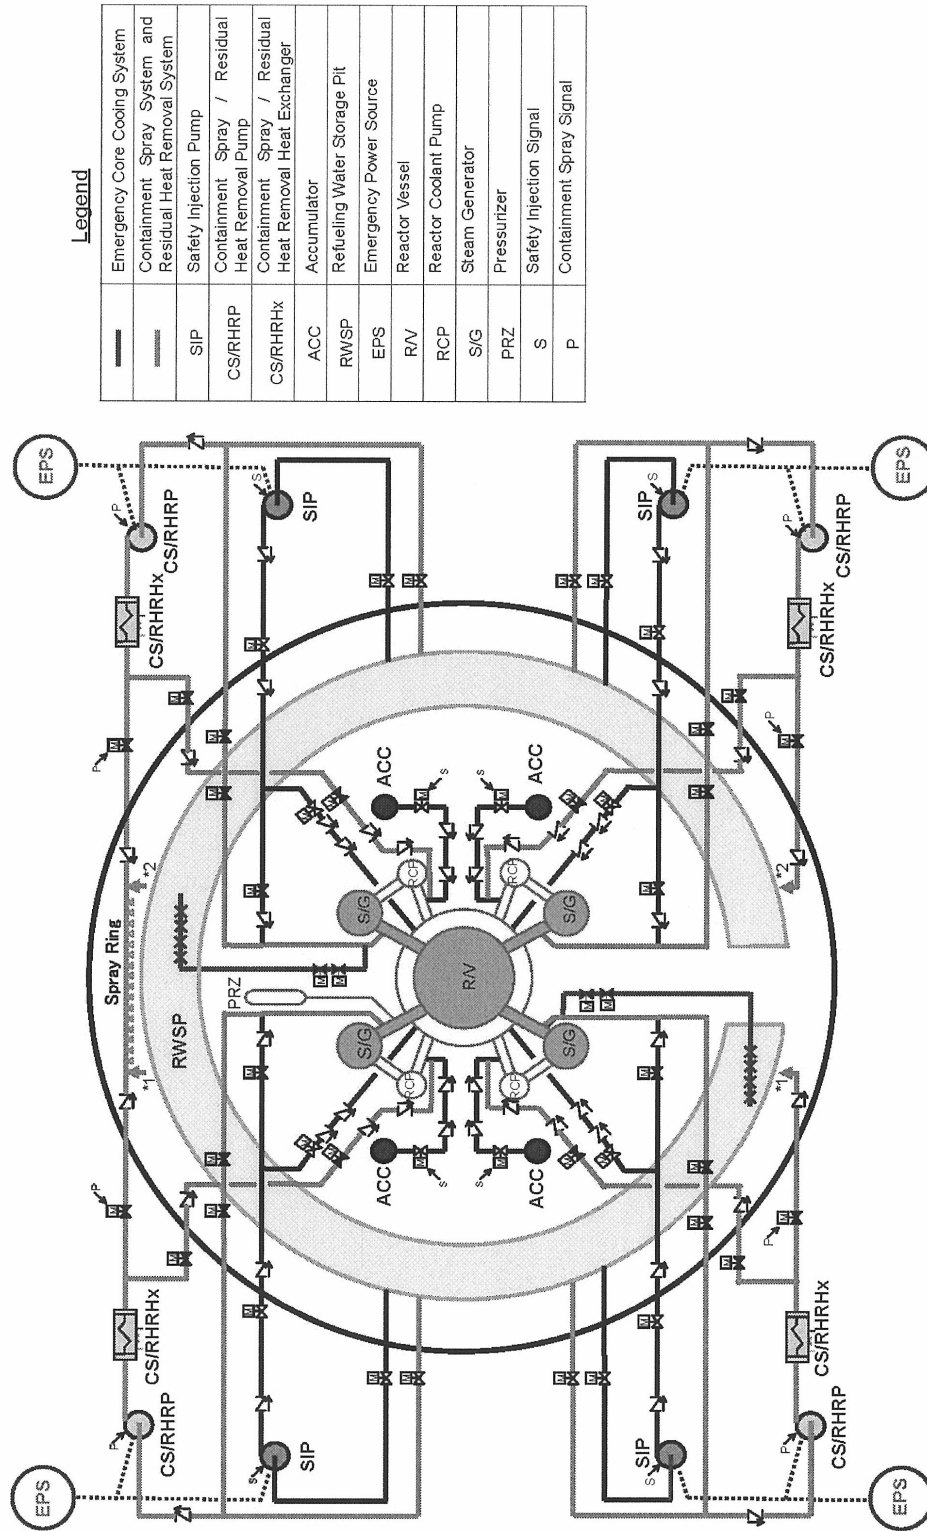 Legend
Emergency Core Cooing System
Containment Spray System and
Residual Heat Removal System
SIP
Safety Injection Pump
CS/RHRP
Containment Spray / Residual
Heat Removal Pump
CS/RHRHx
Containment Spray / Residual
Heat Removal Heat Exchanger
ACC
Accumulator
RWSP
Refueling Water Storage Pit
EPS
Emergency Power Source
R/V
Reactor Vessel
RCP
Reactor Coolant Pump
S/G
Steam Generator
PRZ
Pressurizer
S
Safety Injection Signal
P
Containment Spray Signal
EPS
EPS
P
P
P
P
CS/RHRP
CS/RHRHx
Spray Ring
CS/RHRHx
CS/RHRP
*1
*2
RWSP
S
SIP
PRZ
S
SIP
S/G
S/G
RCP
RCP
ACC
ACC
S
S
R/V
S
S
ACC
ACC
RCP
RCP
S/G
S/G
SIP
S
SIP
S
*1
*2
P
P
P
P
CS/RHRP
CS/RHRHx
CS/RHRHx
CS/RHRP
EPS
EPS